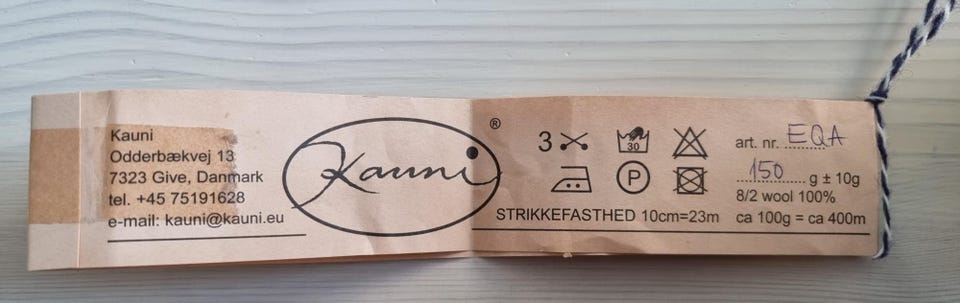 Kauni
Odderbækvej 13
7323 Give, Danmark
tel. +45 75191628
e-mail: kauni@kauni.eu
Kauni ®
3
30
P
STRIKKEFASTHED 10cm=23m
art. nr. EQA
150 g ± 10g
8/2 wool 100%
ca 100g = ca 400m